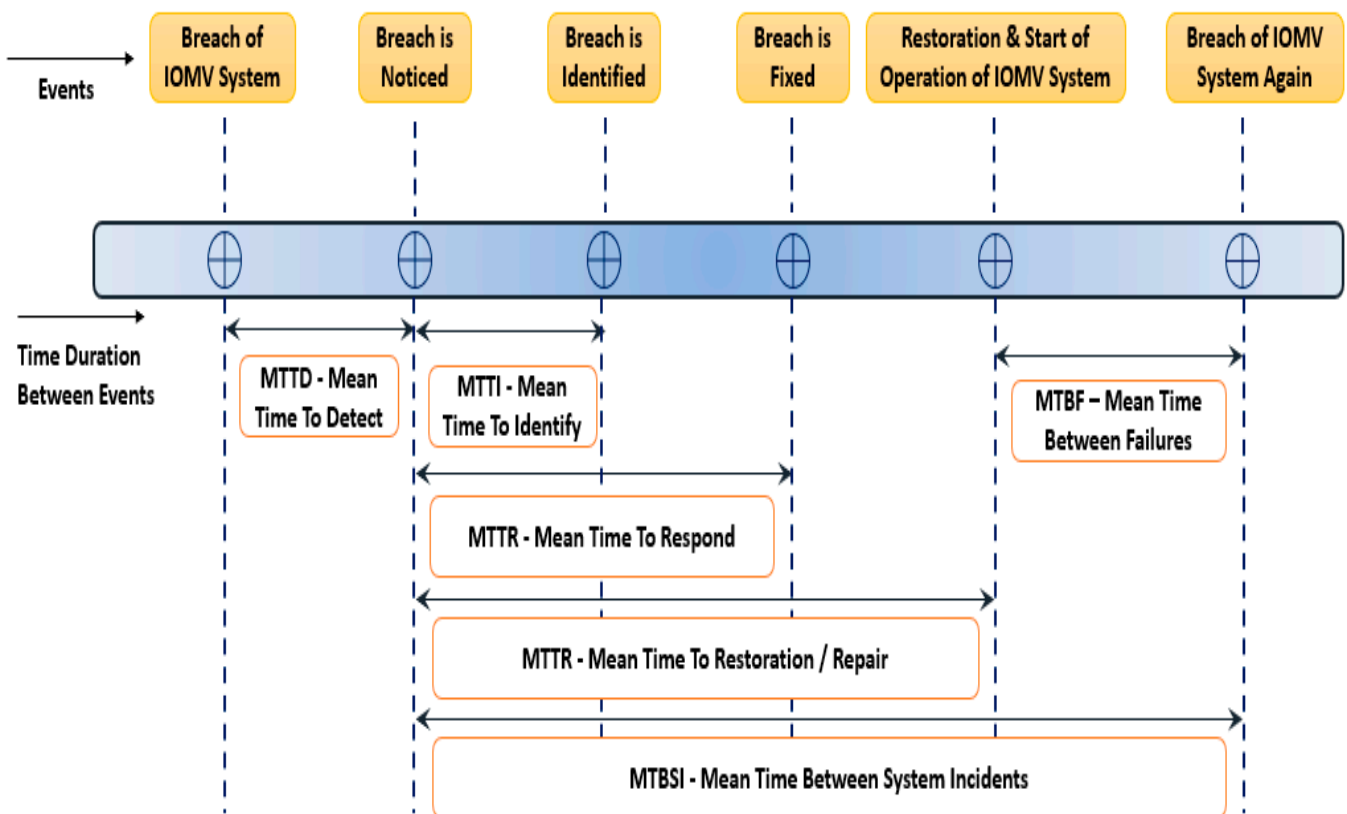 Breach of
IOMV System
Breach is
Noticed
Breach is
Identified
Breach is
Fixed
Restoration & Start of
Operation of IOMV System
Breach of IOMV
System Again
Events
Time Duration
Between Events
MTTD - Mean
Time To Detect
MTTI - Mean
Time To Identify
MTBF – Mean Time
Between Failures
MTTR - Mean Time To Respond
MTTR - Mean Time To Restoration / Repair
MTBSI - Mean Time Between System Incidents